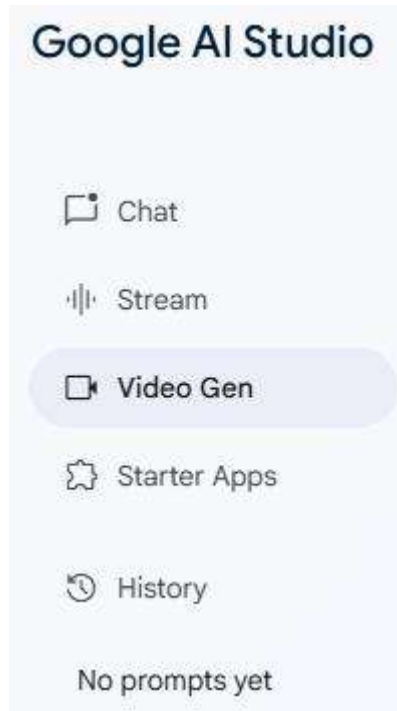 Google AI Studio
Chat
Stream
Video Gen
Starter Apps
History
No prompts yet